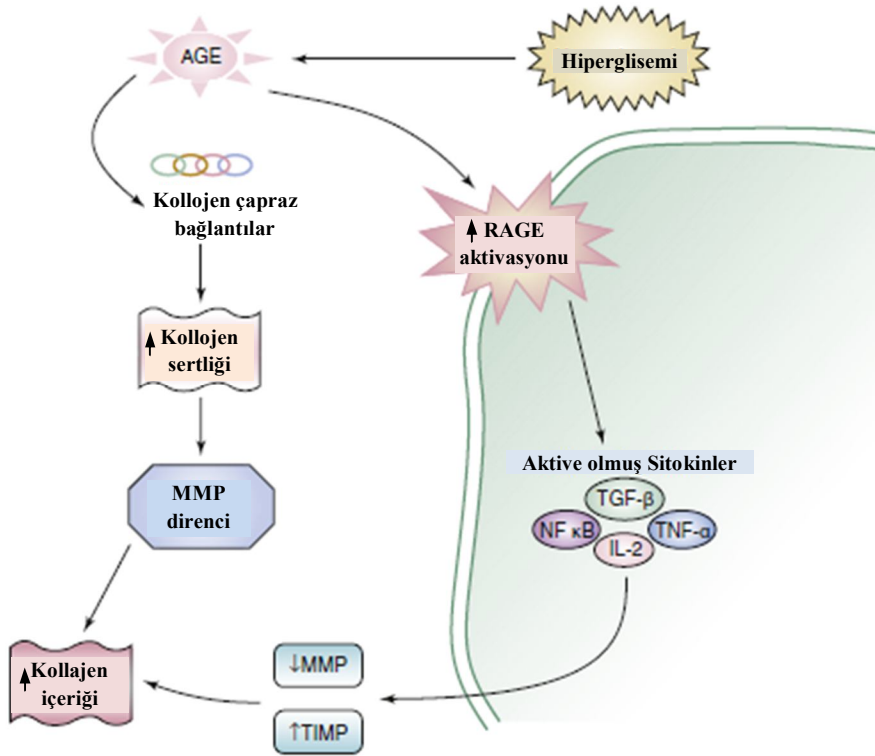 AGE
Hiperglisemi
Kollojen çapraz
bağlantılar
↑ RAGE
aktivasyonu
↑ Kollojen
sertliği
MMP
direnci
Aktive olmuş Sitokinler
TGF-β
NF κB
TNF-α
IL-2
↓MMP
↑TIMP
↑ Kollajen
içeriği